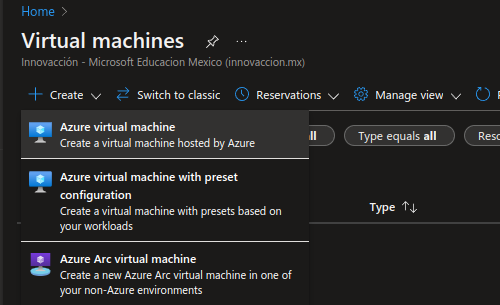 Home >
Virtual machines ...
Innovacción - Microsoft Educacion Mexico (innovaccion.mx)
+ Create Switch to classic Reservations Manage view
Azure virtual machine
Create a virtual machine hosted by Azure
all Type equals all
Azure virtual machine with preset
configuration
Create a virtual machine with presets based on
your workloads
Type ↑↓
Azure Arc virtual machine
Create a new Azure Arc virtual machine in one of
your non-Azure environments